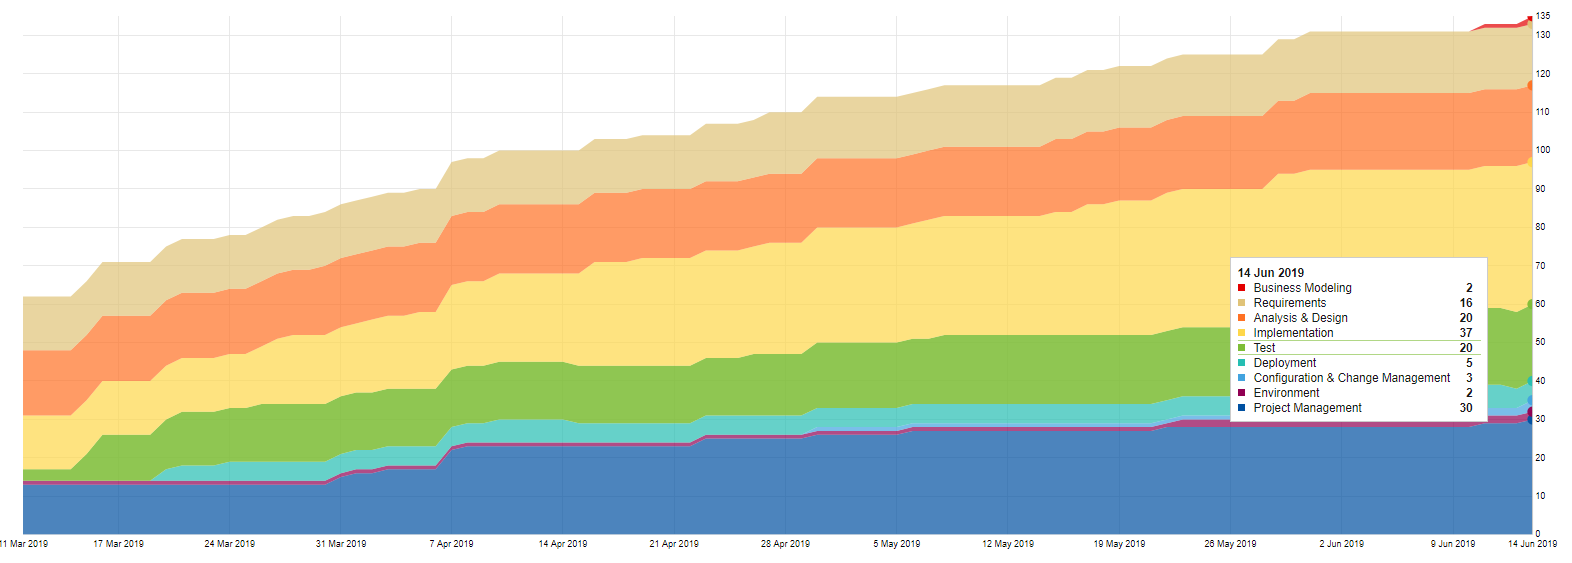 135
130
120
110
100
90
80
70
14 Jun 2019
Business Modeling 2
Requirements 16
Analysis & Design 20
Implementation 37
Test 20
Deployment 5
Configuration & Change Management 3
Environment 2
Project Management 30
60
50
40
30
20
10
0
11 Mar 2019 17 Mar 2019 24 Mar 2019 31 Mar 2019 7 Apr 2019 14 Apr 2019 21 Apr 2019 28 Apr 2019 5 May 2019 12 May 2019 19 May 2019 26 May 2019 2 Jun 2019 9 Jun 2019 14 Jun 2019